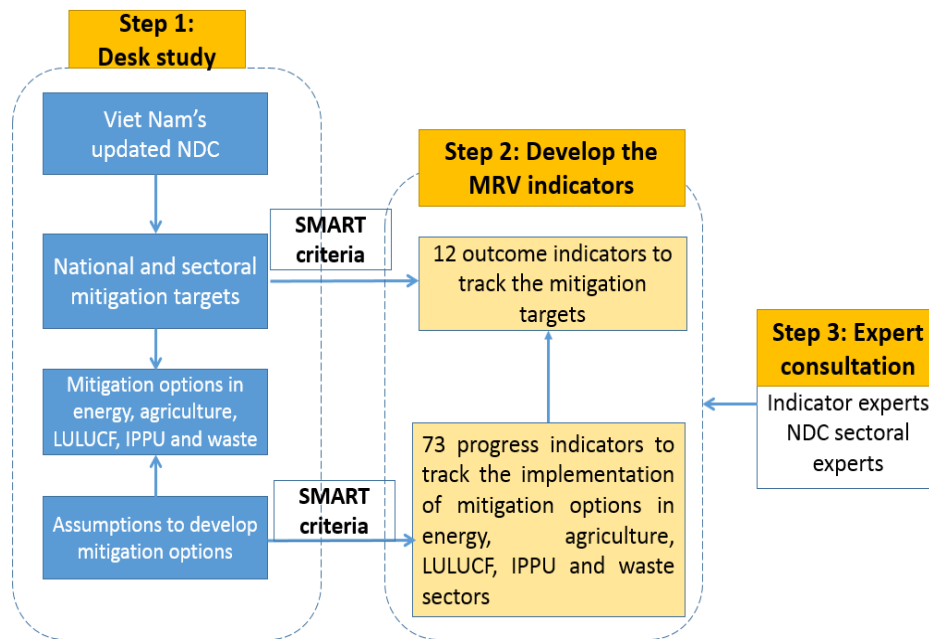 Step 1:
Desk study
Viet Nam's
updated NDC
National and sectoral
mitigation targets
Mitigation options in
energy, agriculture,
LULUCF, IPPU and waste
Assumptions to develop
mitigation options
SMART
criteria
SMART
criteria
Step 2: Develop the
MRV indicators
12 outcome indicators to
track the mitigation
targets
73 progress indicators to
track the implementation
of mitigation options in
energy, agriculture,
LULUCF, IPPU and waste
sectors
Step 3: Expert
consultation
Indicator experts
NDC sectoral
experts